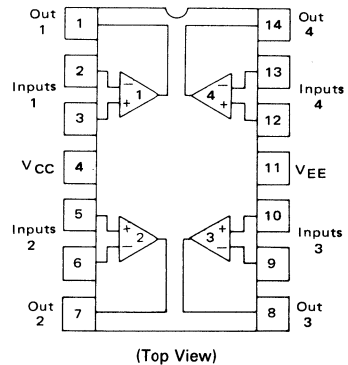 Out 1 1 14 Out 4
2 − − 13
Inputs 1 1 4 Inputs 4
3 + + 12
VCC 4 11 VEE
5 + + 10
Inputs 2 2 3 Inputs 3
6 − − 9
Out 2 7 8 Out 3
(Top View)